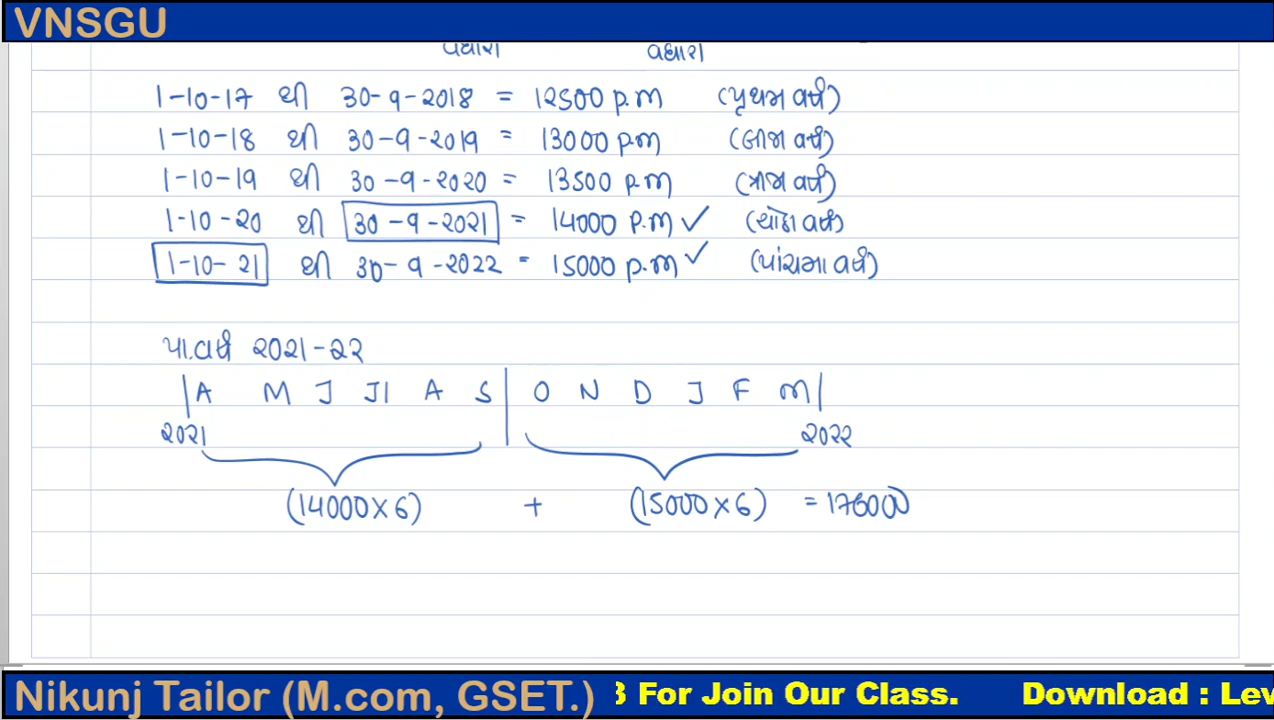 VNSGU
વધારા વધારા
1-10-17 થી 30-9-2018 = 12500 p.m (પ્રથમ વર્ષ)
1-10-18 થી 30-9-2019 = 13000 p.m (બીજા વર્ષ)
1-10-19 થી 30-9-2020 = 13500 p.m (ત્રીજા વર્ષ)
1-10-20 થી 30-9-2021 = 14000 p.m ✓ (ચોથા વર્ષ)
1-10-21 થી 30-9-2022 = 15000 p.m ✓ (પાંચમા વર્ષ)
પા.વર્ષ 2021-22
A M J Jl A S O N D J F M
2021 2022
(14000×6) + (15000×6) = 176000
Nikunj Tailor (M.com, GSET.) 3 For Join Our Class. Download : Lev